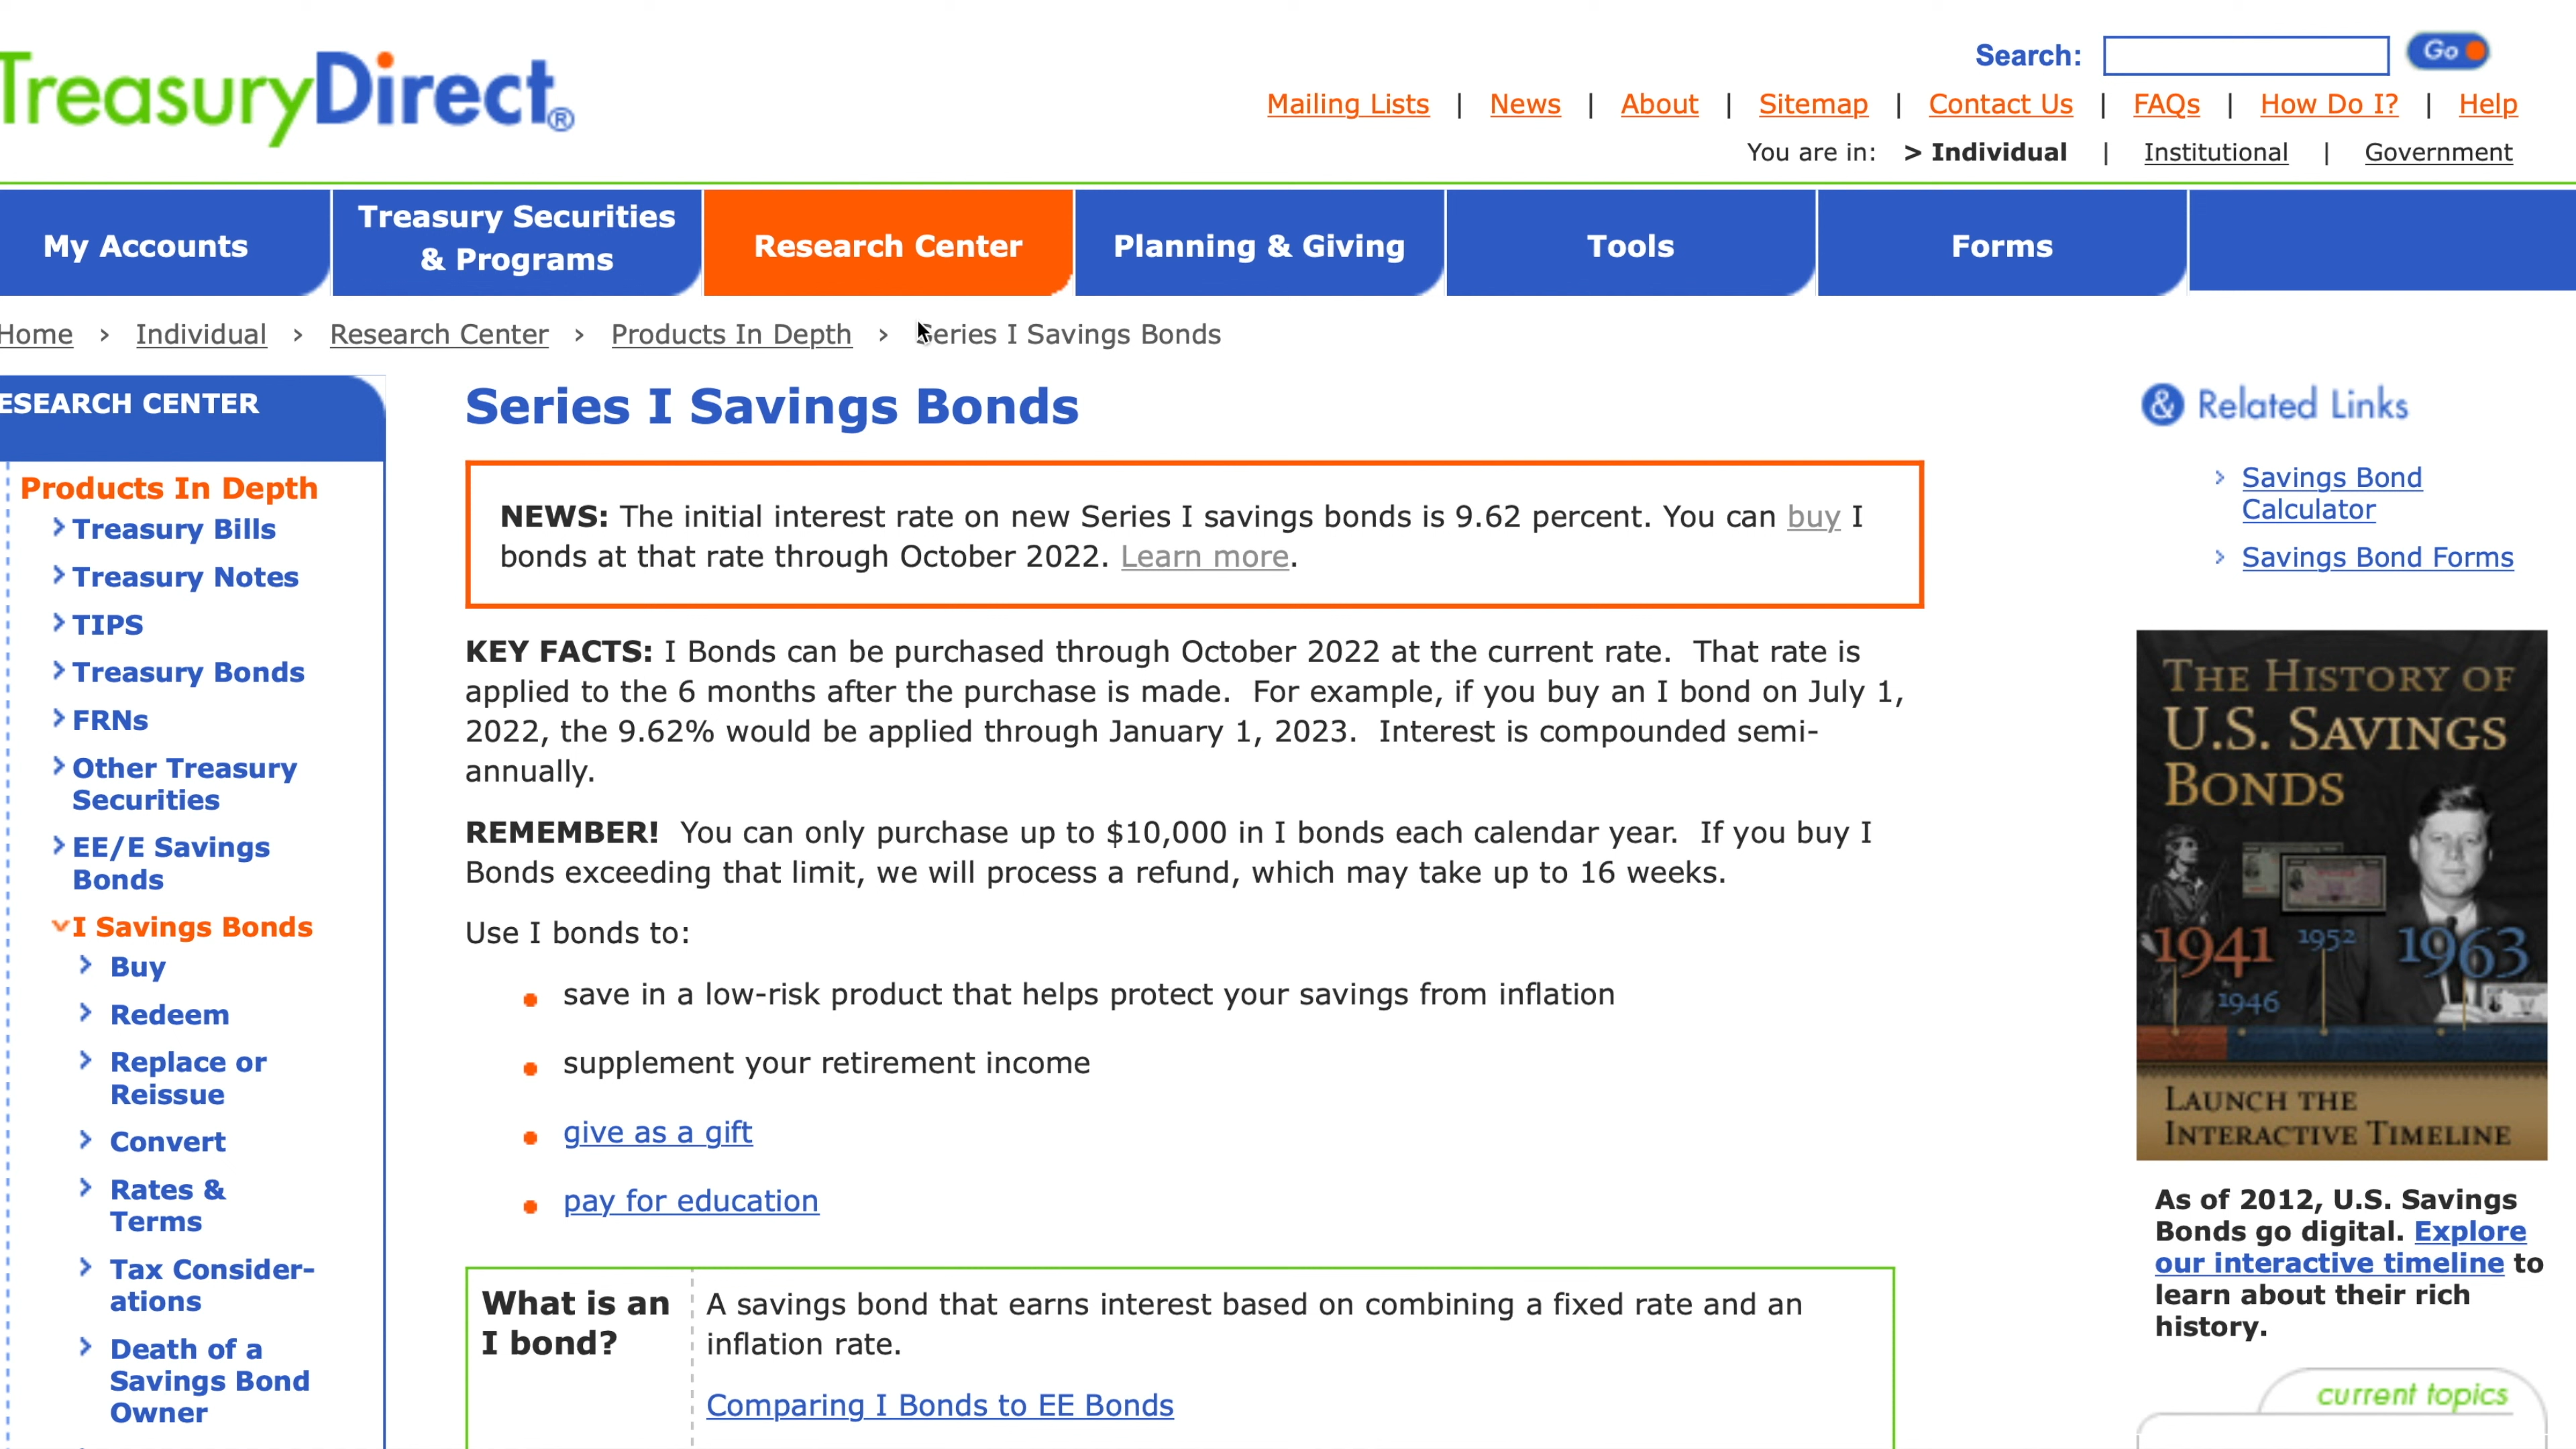 TreasuryDirect®
Search:
Go
Mailing Lists | News | About | Sitemap | Contact Us | FAQs | How Do I? | Help
You are in: > Individual | Institutional | Government
My Accounts
Treasury Securities
& Programs
Research Center
Planning & Giving
Tools
Forms
Home > Individual > Research Center > Products In Depth > Series I Savings Bonds
ESEARCH CENTER
Products In Depth
Treasury Bills
Treasury Notes
TIPS
Treasury Bonds
FRNs
Other Treasury
Securities
EE/E Savings
Bonds
I Savings Bonds
Buy
Redeem
Replace or
Reissue
Convert
Rates &
Terms
Tax Consider-
ations
Death of a
Savings Bond
Owner
Series I Savings Bonds
NEWS: The initial interest rate on new Series I savings bonds is 9.62 percent. You can buy I
bonds at that rate through October 2022. Learn more.
KEY FACTS: I Bonds can be purchased through October 2022 at the current rate. That rate is
applied to the 6 months after the purchase is made. For example, if you buy an I bond on July 1,
2022, the 9.62% would be applied through January 1, 2023. Interest is compounded semi-
annually.
REMEMBER! You can only purchase up to $10,000 in I bonds each calendar year. If you buy I
Bonds exceeding that limit, we will process a refund, which may take up to 16 weeks.
Use I bonds to:
save in a low-risk product that helps protect your savings from inflation
supplement your retirement income
give as a gift
pay for education
What is an
I bond?
A savings bond that earns interest based on combining a fixed rate and an
inflation rate.
Comparing I Bonds to EE Bonds
& Related Links
Savings Bond
Calculator
Savings Bond Forms
THE HISTORY OF
U.S. SAVINGS
BONDS
1941 1952 1963
1946
LAUNCH THE
INTERACTIVE TIMELINE
As of 2012, U.S. Savings
Bonds go digital. Explore
our interactive timeline to
learn about their rich
history.
current topics